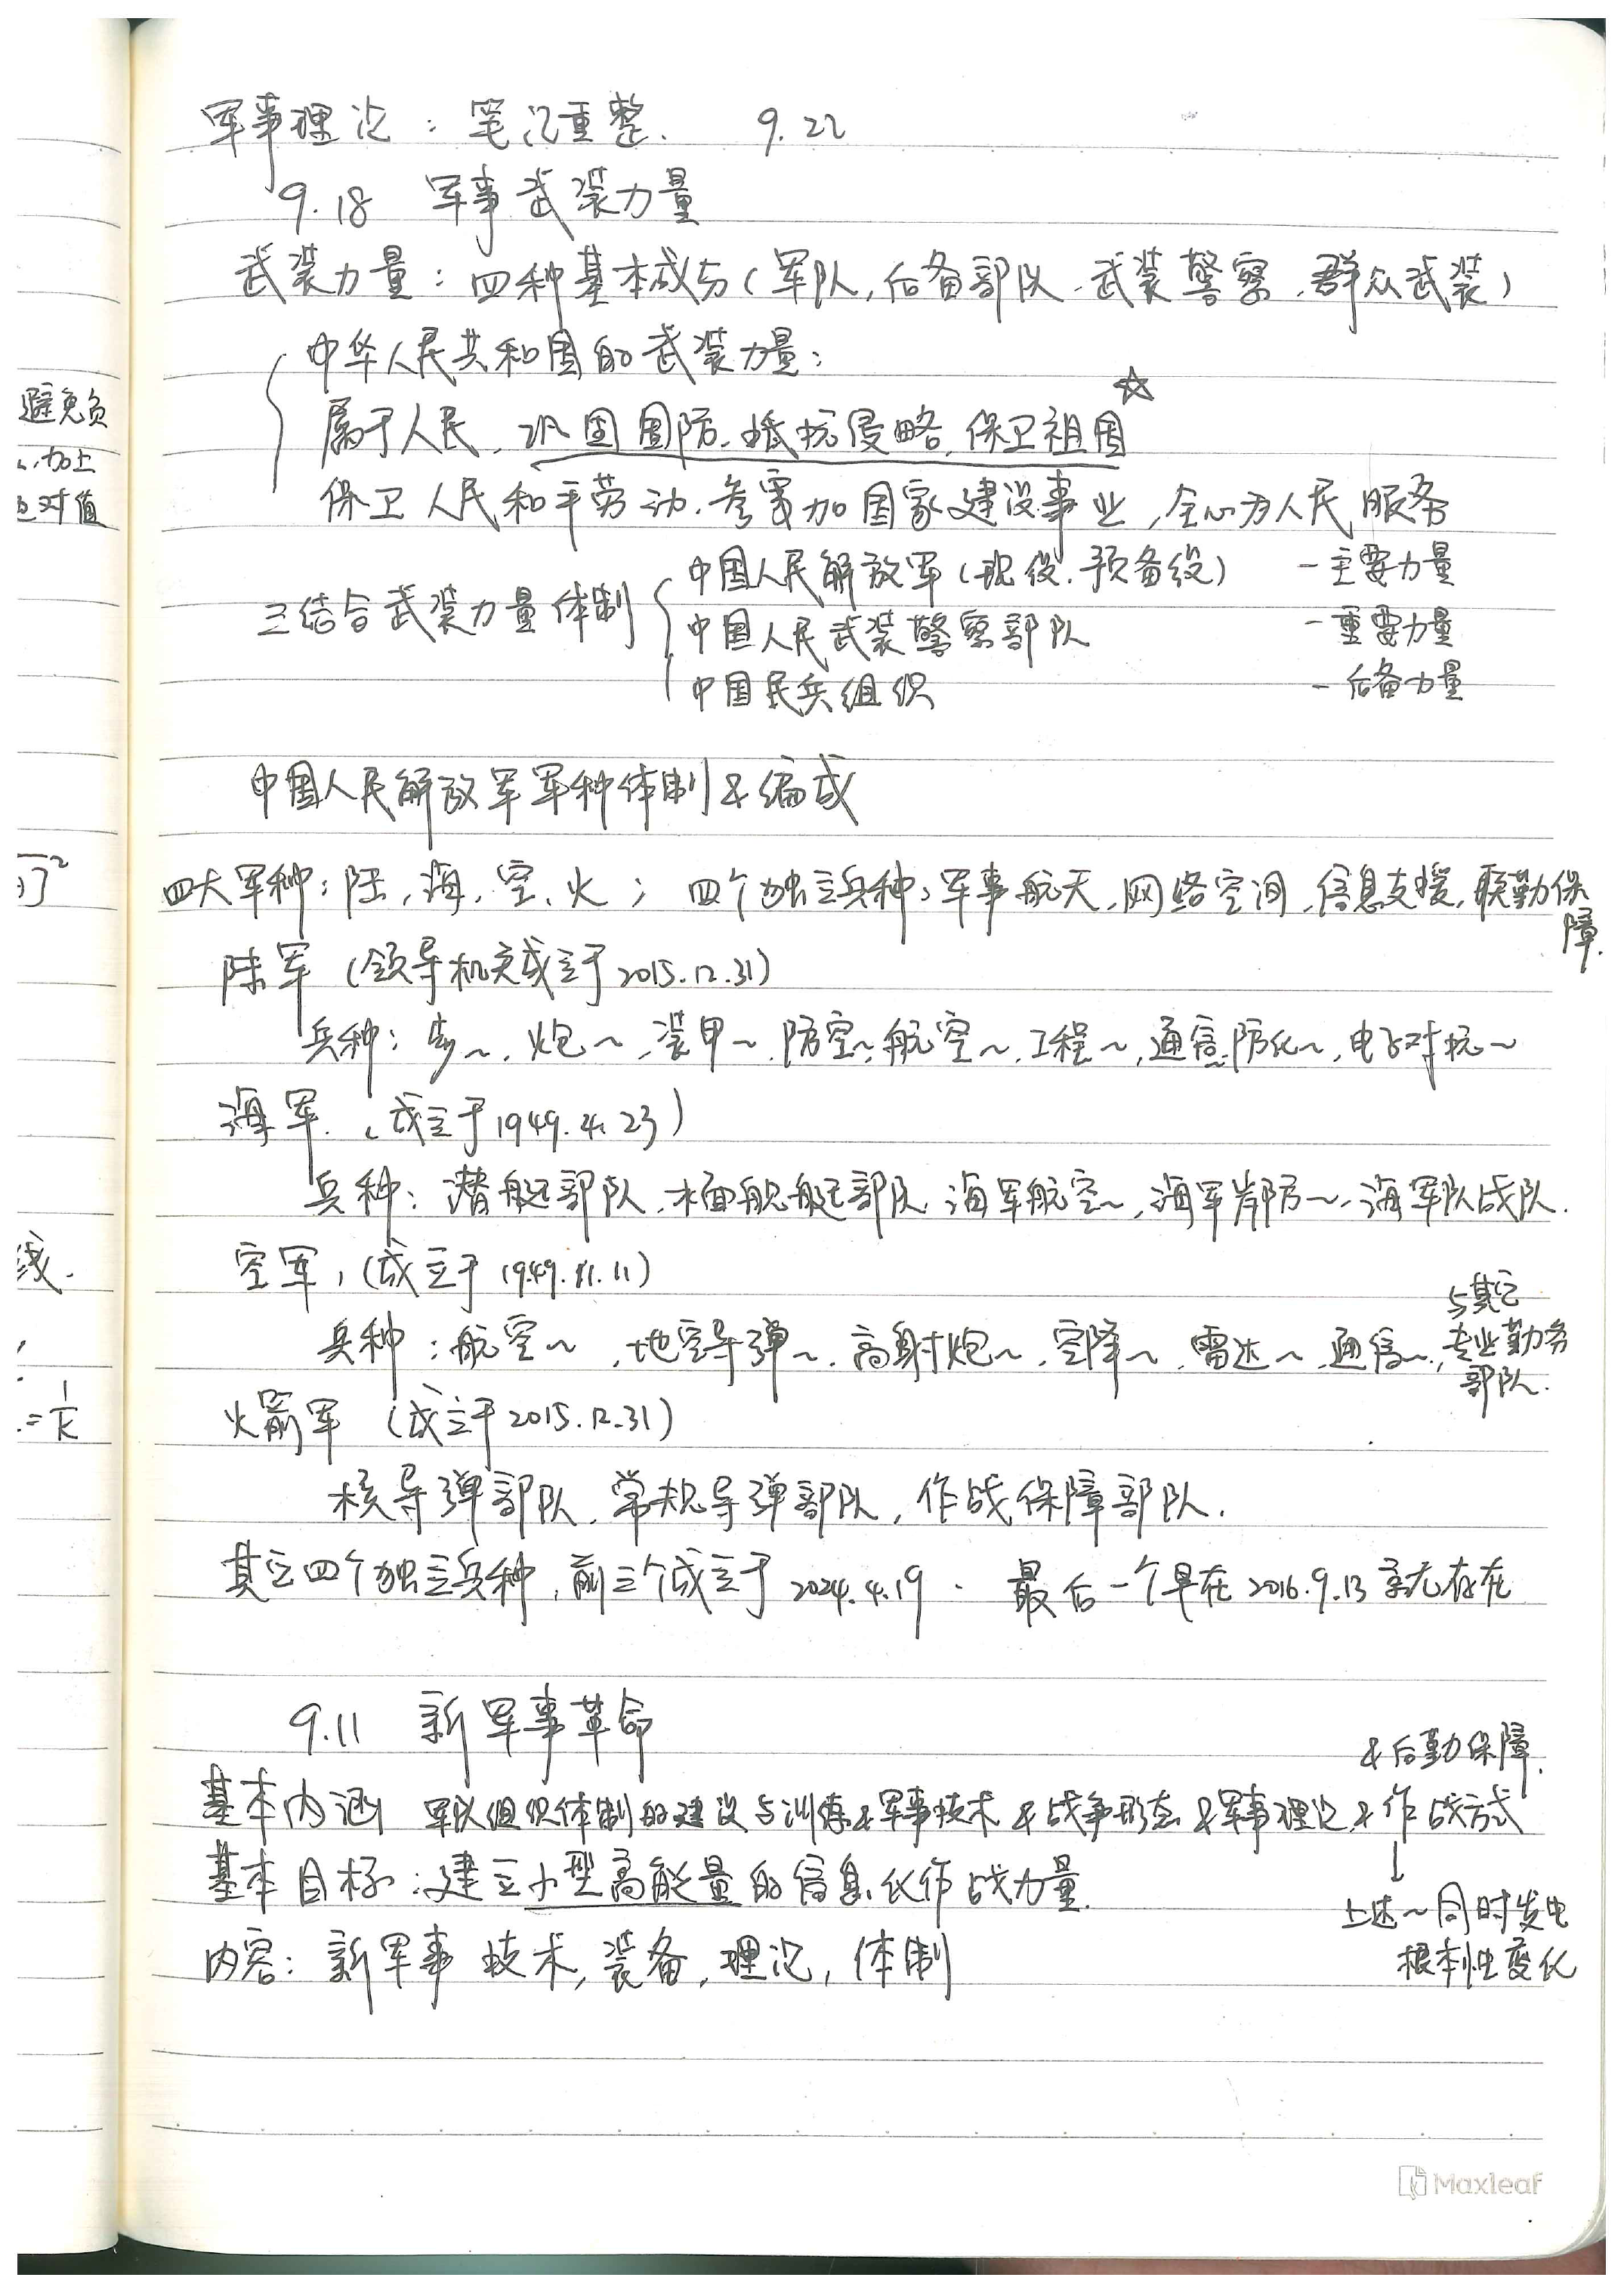 军事理论：笔记重整. 9.22
9.18 军事武装力量
武装力量：四种基本成分（军队，后备部队，武装警察，群众武装）
中华人民共和国的武装力量：
属于人民，巩固国防，抵抗侵略，保卫祖国 ☆
保卫人民和平劳动，参加国家建设事业，全心为人民服务
三结合武装力量体制
中国人民解放军（现役，预备役） - 主要力量
中国人民武装警察部队 - 重要力量
中国民兵组织 - 后备力量
中国人民解放军军种体制&编成
四大军种：陆，海，空，火； 四个独立兵种：军事航天，网络空间，信息支援，联勤保障.
陆军（领导机关成立于2015.12.31）
兵种：步~，炮~，装甲~，防空~，航空~，工程~，通信~，防化~，电子对抗~
海军.（成立于1949.4.23）
兵种：潜艇部队，水面舰艇部队，海军航空~，海军岸防~，海军陆战队.
空军，（成立于1949.11.11）
兵种：航空~，地空导弹~，高射炮~，空降~，雷达~，通信~，与其它专业勤务部队.
火箭军（成立于2015.12.31）
核导弹部队，常规导弹部队，作战保障部队.
其它四个独立兵种，前三个成立于2024.4.19. 最后一个早在2016.9.13就存在
9.11 新军事革命
&后勤保障.
基本内涵 军队组织体制的建设与训练&军事技术&战争形态&军事理论&作战方式
↓
基本目标：建立小型高能量的信息化作战力量.
上述~同时发生
根本性变化
内容：新军事技术，装备，理论，体制
避免负
，加上
对值
线.
Maxleaf